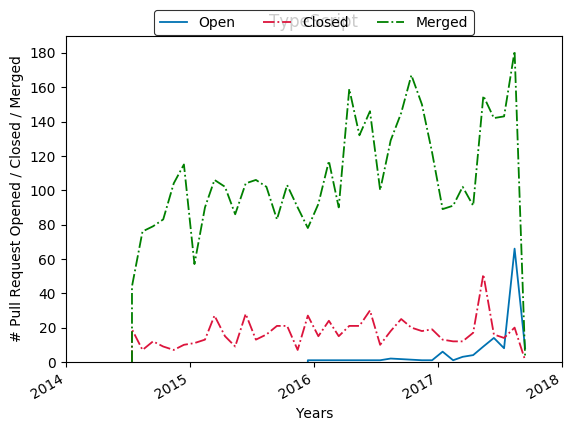 TypeScript
Open Closed Merged
# Pull Request Opened / Closed / Merged
180
160
140
120
100
80
60
40
20
0
2014 2015 2016 2017 2018
Years